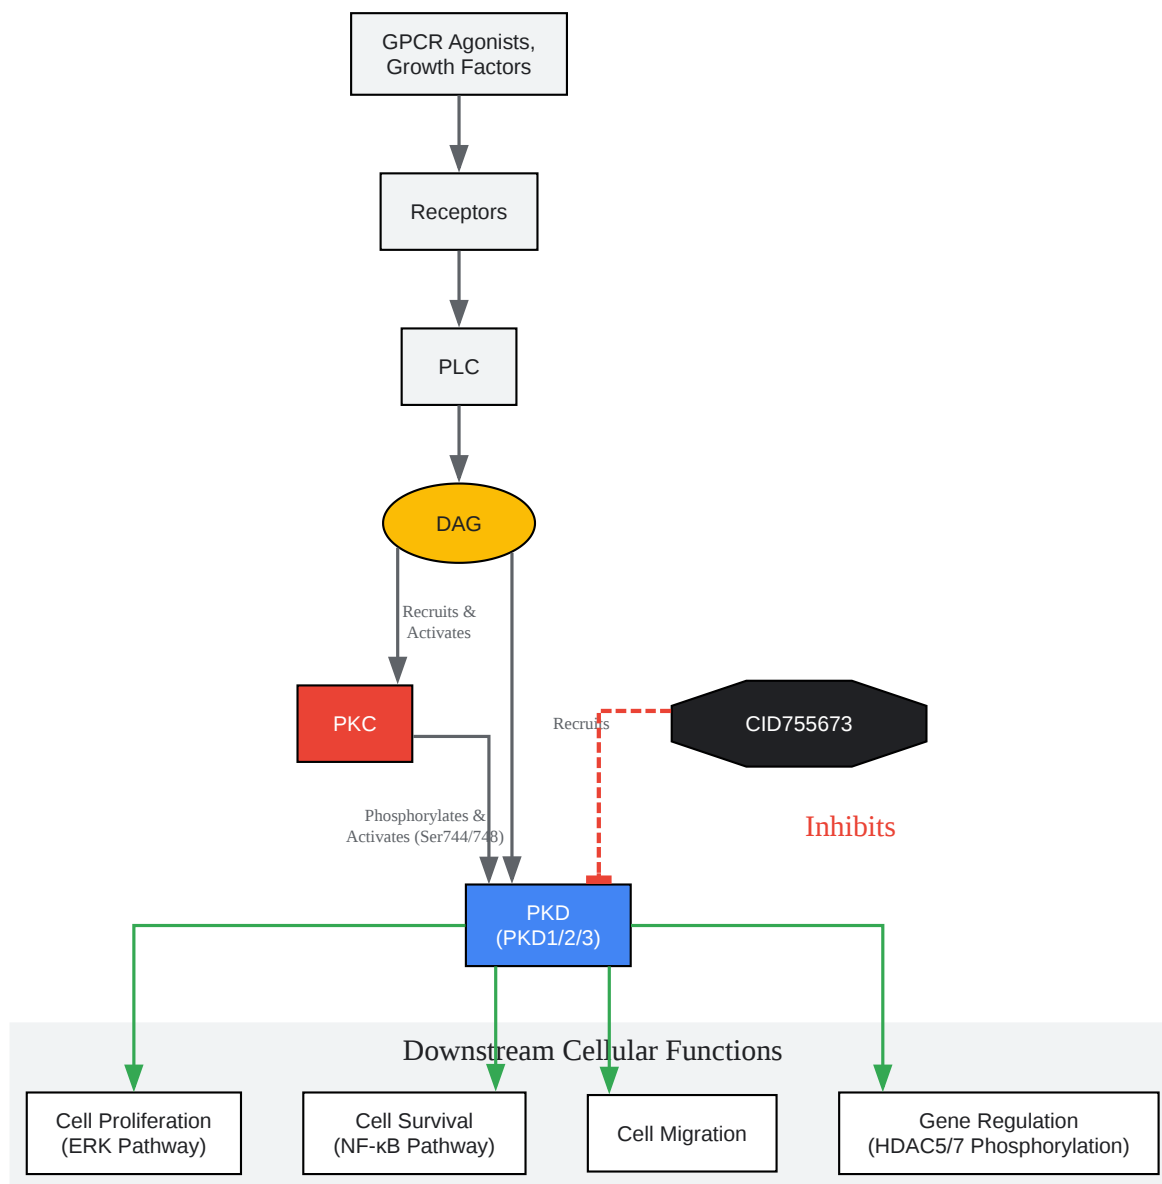 GPCR Agonists,
Growth Factors
Receptors
PLC
DAG
Recruits &
Activates
PKC
Recruits
CID755673
Phosphorylates &
Activates (Ser744/748)
Inhibits
PKD
(PKD1/2/3)
Downstream Cellular Functions
Cell Proliferation
(ERK Pathway)
Cell Survival
(NF-κB Pathway)
Cell Migration
Gene Regulation
(HDAC5/7 Phosphorylation)